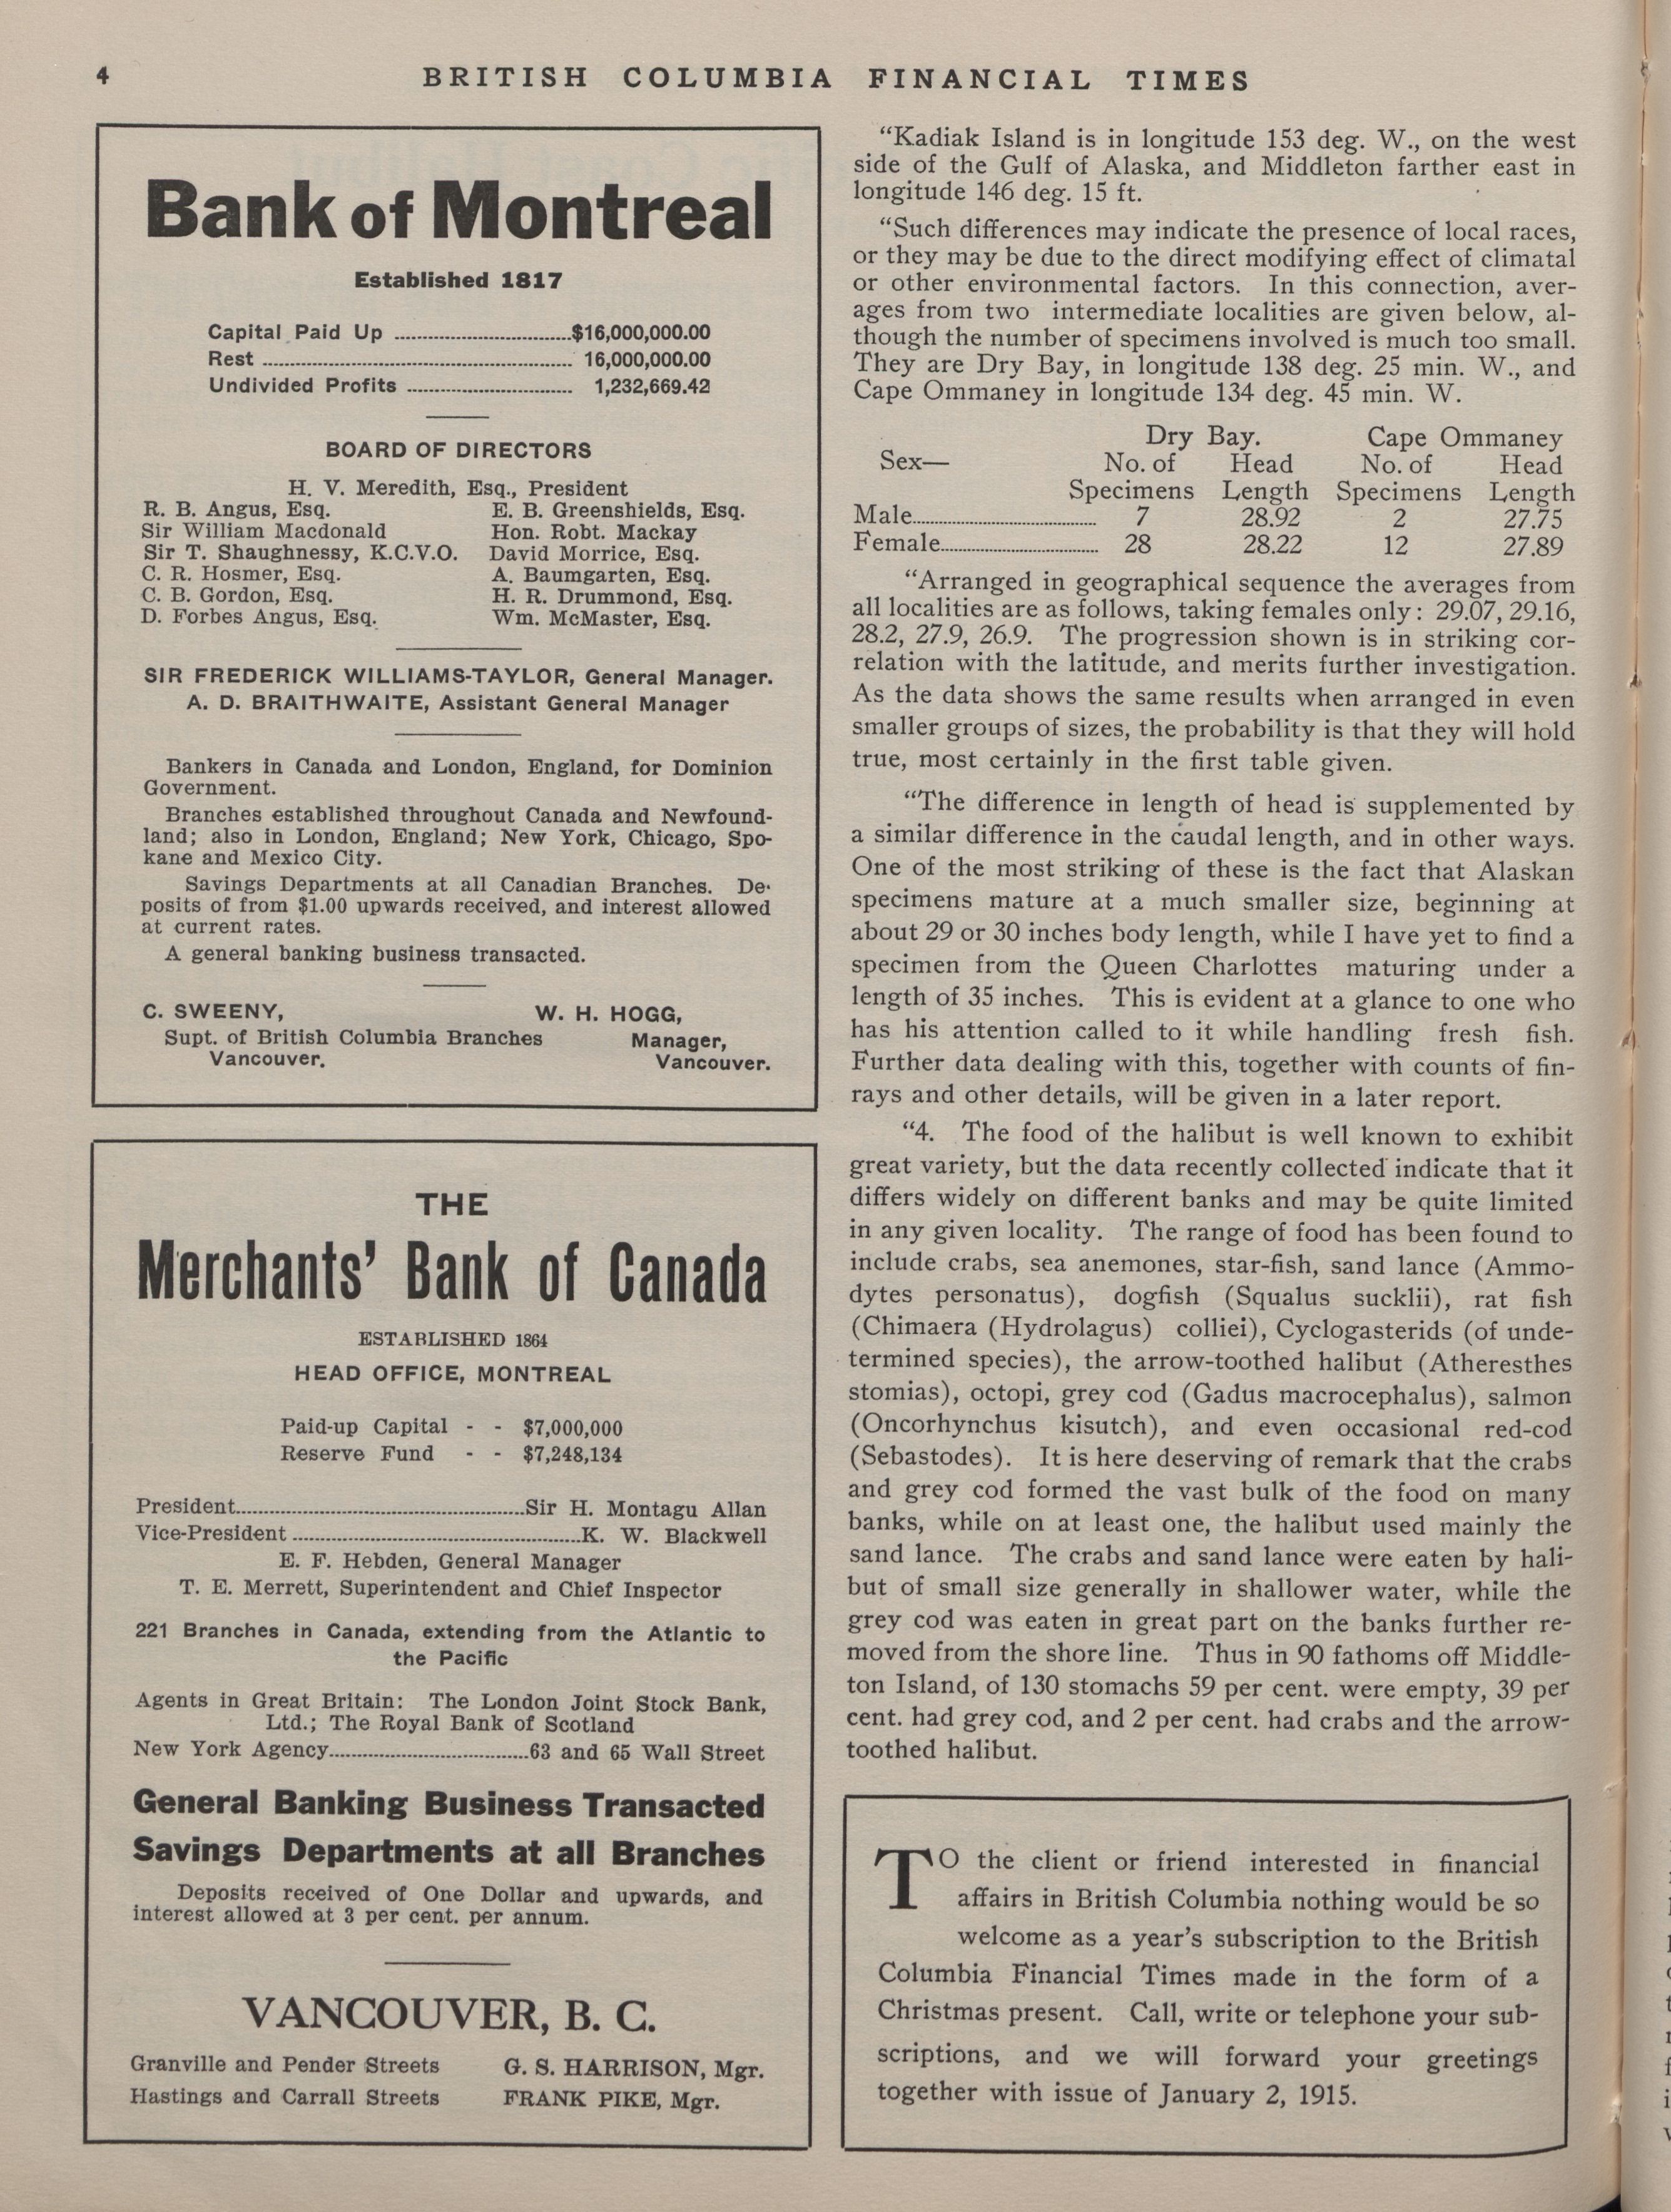 4
BRITISH COLUMBIA FINANCIAL TIMES
Bank of Montreal
Established 1817
Capital Paid Up ........ $16,000,000.00
Rest ........ 16,000,000.00
Undivided Profits ........ 1,232,669.42
BOARD OF DIRECTORS
H. V. Meredith, Esq., President
R. B. Angus, Esq. E. B. Greenshields, Esq.
Sir William Macdonald Hon. Robt. Mackay
Sir T. Shaughnessy, K.C.V.O. David Morrice, Esq.
C. R. Hosmer, Esq. A. Baumgarten, Esq.
C. B. Gordon, Esq. H. R. Drummond, Esq.
D. Forbes Angus, Esq. Wm. McMaster, Esq.
SIR FREDERICK WILLIAMS-TAYLOR, General Manager.
A. D. BRAITHWAITE, Assistant General Manager
Bankers in Canada and London, England, for Dominion
Government.
Branches established throughout Canada and Newfound-
land; also in London, England; New York, Chicago, Spo-
kane and Mexico City.
Savings Departments at all Canadian Branches. De-
posits of from $1.00 upwards received, and interest allowed
at current rates.
A general banking business transacted.
C. SWEENY, W. H. HOGG,
Supt. of British Columbia Branches Manager,
Vancouver. Vancouver.
THE
Merchants' Bank of Canada
ESTABLISHED 1864
HEAD OFFICE, MONTREAL
Paid-up Capital - - $7,000,000
Reserve Fund - - $7,248,134
President........Sir H. Montagu Allan
Vice-President ........K. W. Blackwell
E. F. Hebden, General Manager
T. E. Merrett, Superintendent and Chief Inspector
221 Branches in Canada, extending from the Atlantic to
the Pacific
Agents in Great Britain: The London Joint Stock Bank,
Ltd.; The Royal Bank of Scotland
New York Agency........63 and 65 Wall Street
General Banking Business Transacted
Savings Departments at all Branches
Deposits received of One Dollar and upwards, and
interest allowed at 3 per cent. per annum.
VANCOUVER, B. C.
Granville and Pender Streets G. S. HARRISON, Mgr.
Hastings and Carrall Streets FRANK PIKE, Mgr.
"Kadiak Island is in longitude 153 deg. W., on the west
side of the Gulf of Alaska, and Middleton farther east in
longitude 146 deg. 15 ft.
"Such differences may indicate the presence of local races,
or they may be due to the direct modifying effect of climatal
or other environmental factors. In this connection, aver-
ages from two intermediate localities are given below, al-
though the number of specimens involved is much too small.
They are Dry Bay, in longitude 138 deg. 25 min. W., and
Cape Ommaney in longitude 134 deg. 45 min. W.
Dry Bay. Cape Ommaney
Sex— No. of Head No. of Head
Specimens Length Specimens Length
Male........ 7 28.92 2 27.75
Female........ 28 28.22 12 27.89
"Arranged in geographical sequence the averages from
all localities are as follows, taking females only: 29.07, 29.16,
28.2, 27.9, 26.9. The progression shown is in striking cor-
relation with the latitude, and merits further investigation.
As the data shows the same results when arranged in even
smaller groups of sizes, the probability is that they will hold
true, most certainly in the first table given.
"The difference in length of head is supplemented by
a similar difference in the caudal length, and in other ways.
One of the most striking of these is the fact that Alaskan
specimens mature at a much smaller size, beginning at
about 29 or 30 inches body length, while I have yet to find a
specimen from the Queen Charlottes maturing under a
length of 35 inches. This is evident at a glance to one who
has his attention called to it while handling fresh fish.
Further data dealing with this, together with counts of fin-
rays and other details, will be given in a later report.
"4. The food of the halibut is well known to exhibit
great variety, but the data recently collected indicate that it
differs widely on different banks and may be quite limited
in any given locality. The range of food has been found to
include crabs, sea anemones, star-fish, sand lance (Ammo-
dytes personatus), dogfish (Squalus sucklii), rat fish
(Chimaera (Hydrolagus) colliei), Cyclogasterids (of unde-
termined species), the arrow-toothed halibut (Atheresthes
stomias), octopi, grey cod (Gadus macrocephalus), salmon
(Oncorhynchus kisutch), and even occasional red-cod
(Sebastodes). It is here deserving of remark that the crabs
and grey cod formed the vast bulk of the food on many
banks, while on at least one, the halibut used mainly the
sand lance. The crabs and sand lance were eaten by hali-
but of small size generally in shallower water, while the
grey cod was eaten in great part on the banks further re-
moved from the shore line. Thus in 90 fathoms off Middle-
ton Island, of 130 stomachs 59 per cent. were empty, 39 per
cent. had grey cod, and 2 per cent. had crabs and the arrow-
toothed halibut.
TO the client or friend interested in financial
affairs in British Columbia nothing would be so
welcome as a year's subscription to the British
Columbia Financial Times made in the form of a
Christmas present. Call, write or telephone your sub-
scriptions, and we will forward your greetings
together with issue of January 2, 1915.